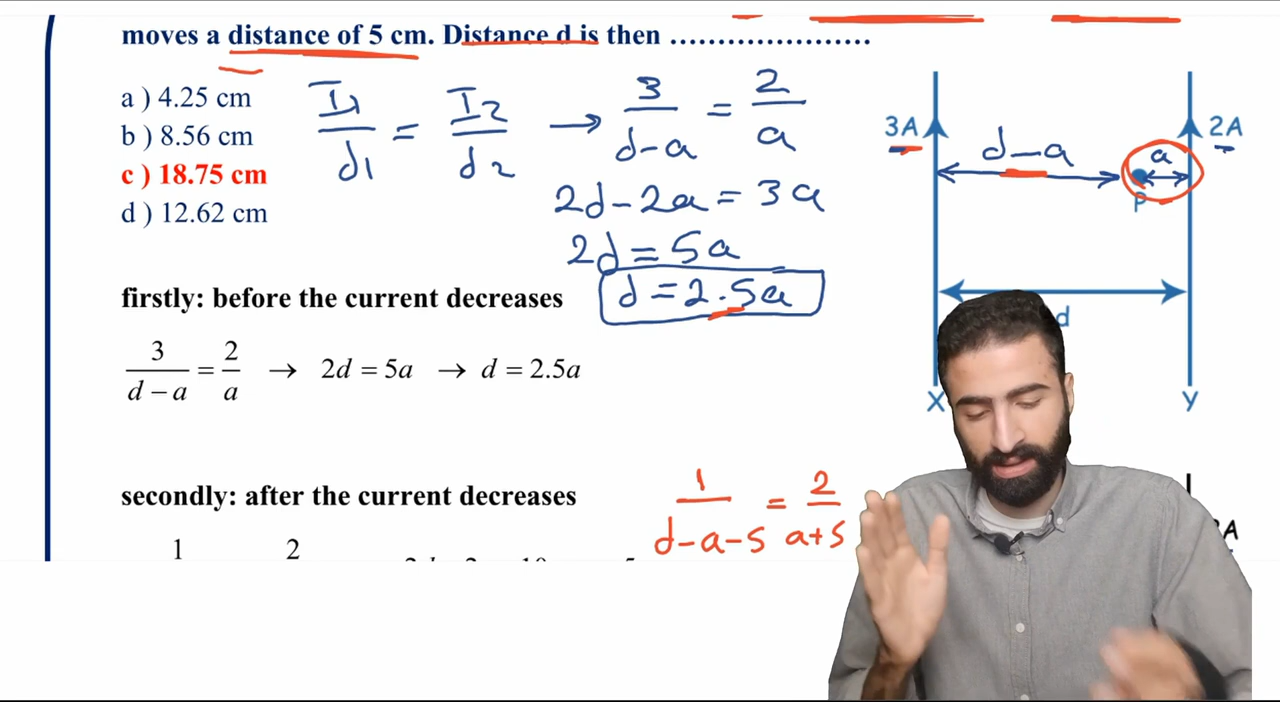 moves a distance of 5 cm. Distance d is then .....................
a ) 4.25 cm
b ) 8.56 cm
c ) 18.75 cm
d ) 12.62 cm
I1/d1 = I2/d2 → 3/d-a = 2/a
2d-2a = 3a
2d = 5a
d = 2.5a
3A
2A
d-a
a
P
d
X
Y
firstly: before the current decreases
3/d − a = 2/a → 2d = 5a → d = 2.5a
secondly: after the current decreases
1/d-a-5 = 2/a+5
1 2
A